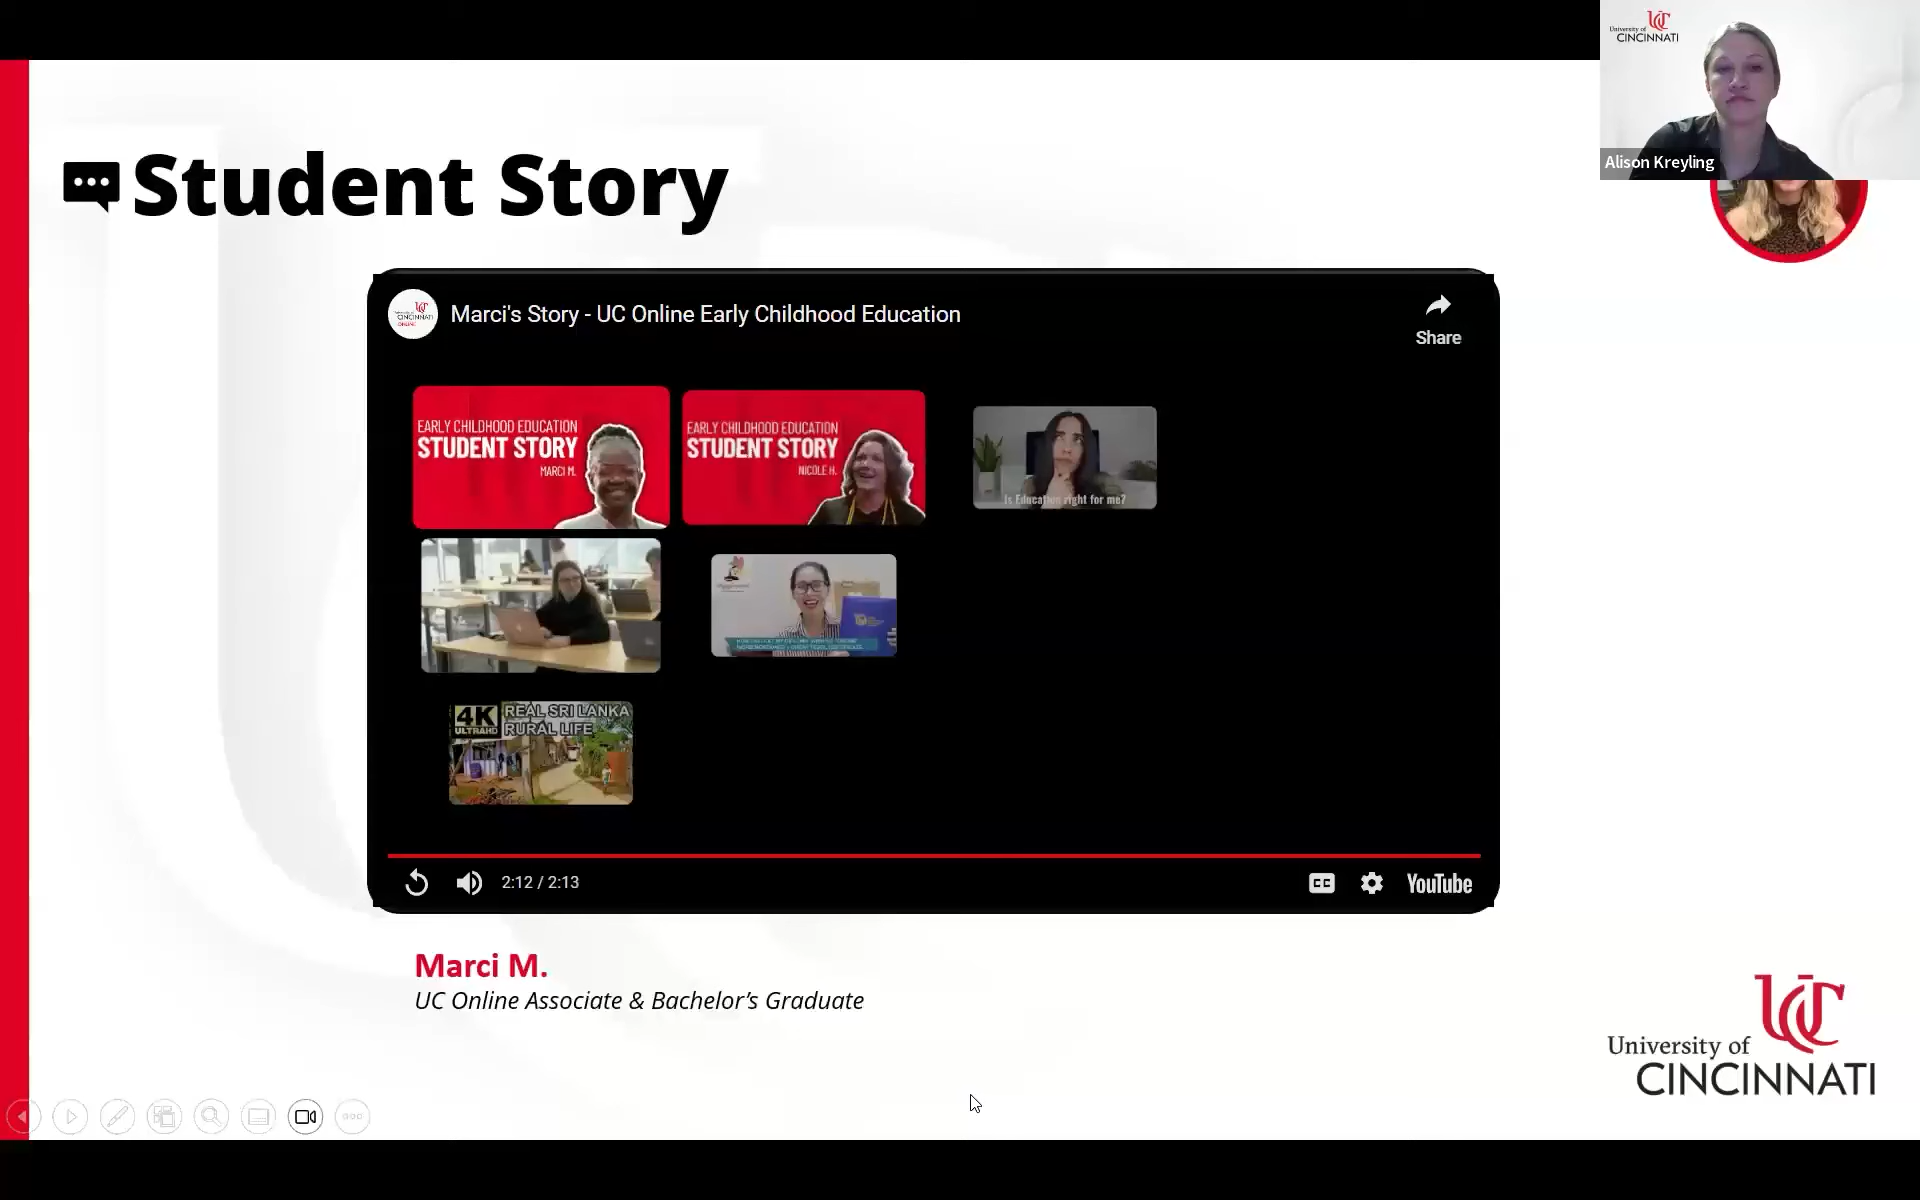 University of
CINCINNATI
Alison Kreyling
Student Story
Marci's Story - UC Online Early Childhood Education
Share
EARLY CHILDHOOD EDUCATION
STUDENT STORY
MARCI M.
EARLY CHILDHOOD EDUCATION
STUDENT STORY
NICOLE H.
Is Education right for me?
4K
ULTRAHD
REAL SRI LANKA
RURAL LIFE
2:12 / 2:13
CC
YouTube
Marci M.
UC Online Associate & Bachelor's Graduate
University of
CINCINNATI